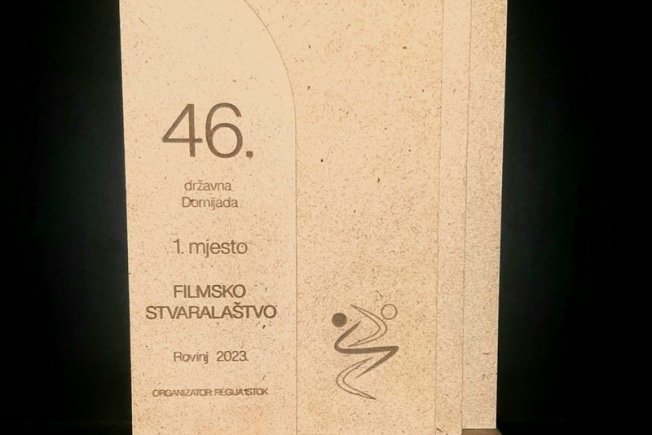 46.
državna
Domijada
1. mjesto
FILMSKO
STVARALAŠTVO
Rovinj 2023.
ORGANIZATOR: REGIJA ISTOK